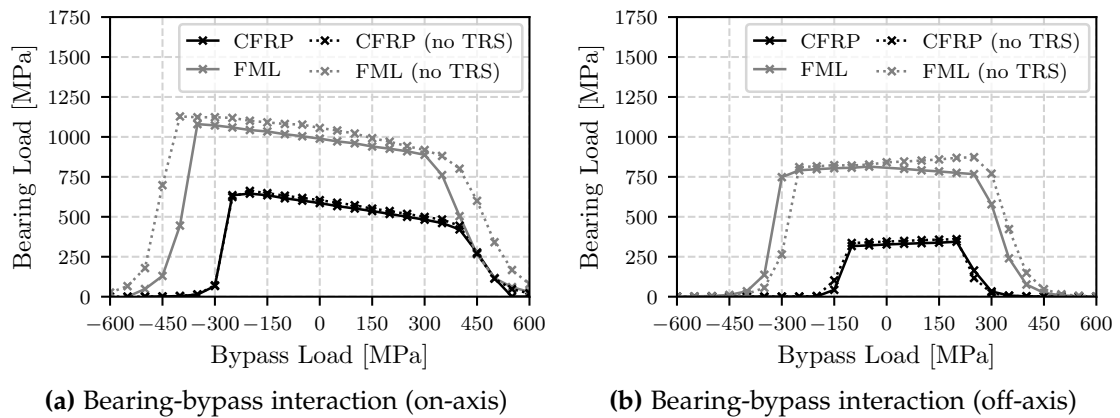 1750
1500
1250
1000
750
500
250
0
Bearing Load [MPa]
CFRP
FML
CFRP (no TRS)
FML (no TRS)
−600 −450 −300 −150 0 150 300 450 600
Bypass Load [MPa]
(a) Bearing-bypass interaction (on-axis)
1750
1500
1250
1000
750
500
250
0
Bearing Load [MPa]
CFRP
FML
CFRP (no TRS)
FML (no TRS)
−600 −450 −300 −150 0 150 300 450 600
Bypass Load [MPa]
(b) Bearing-bypass interaction (off-axis)